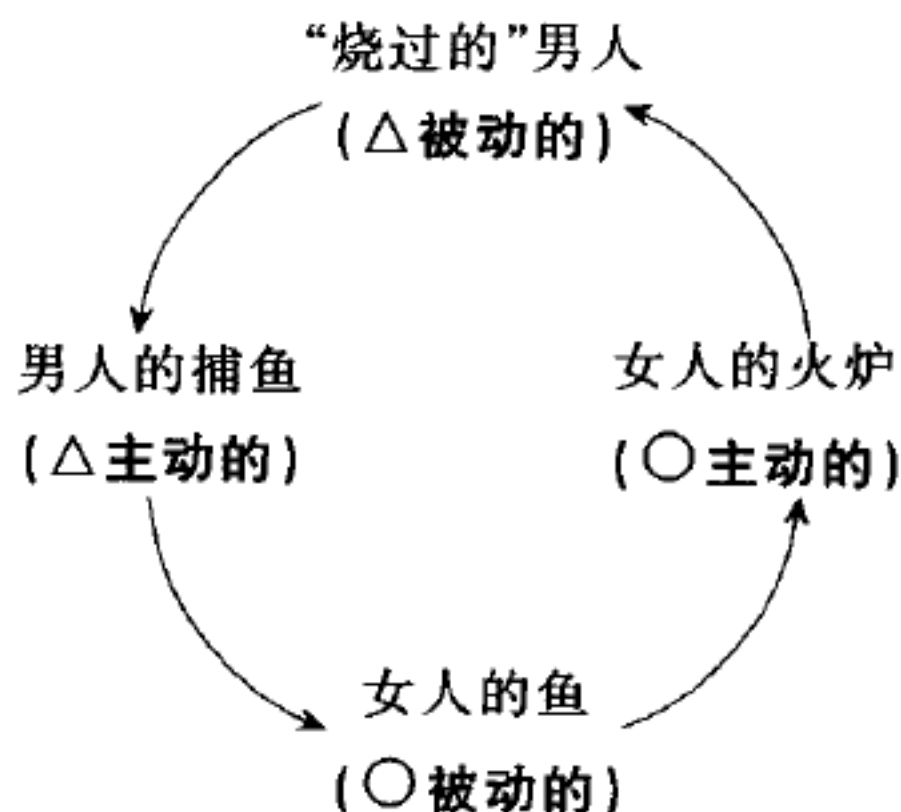 “烧过的”男人
(△被动的)
男人的捕鱼
(△主动的)
女人的火炉
(○主动的)
女人的鱼
(○被动的)